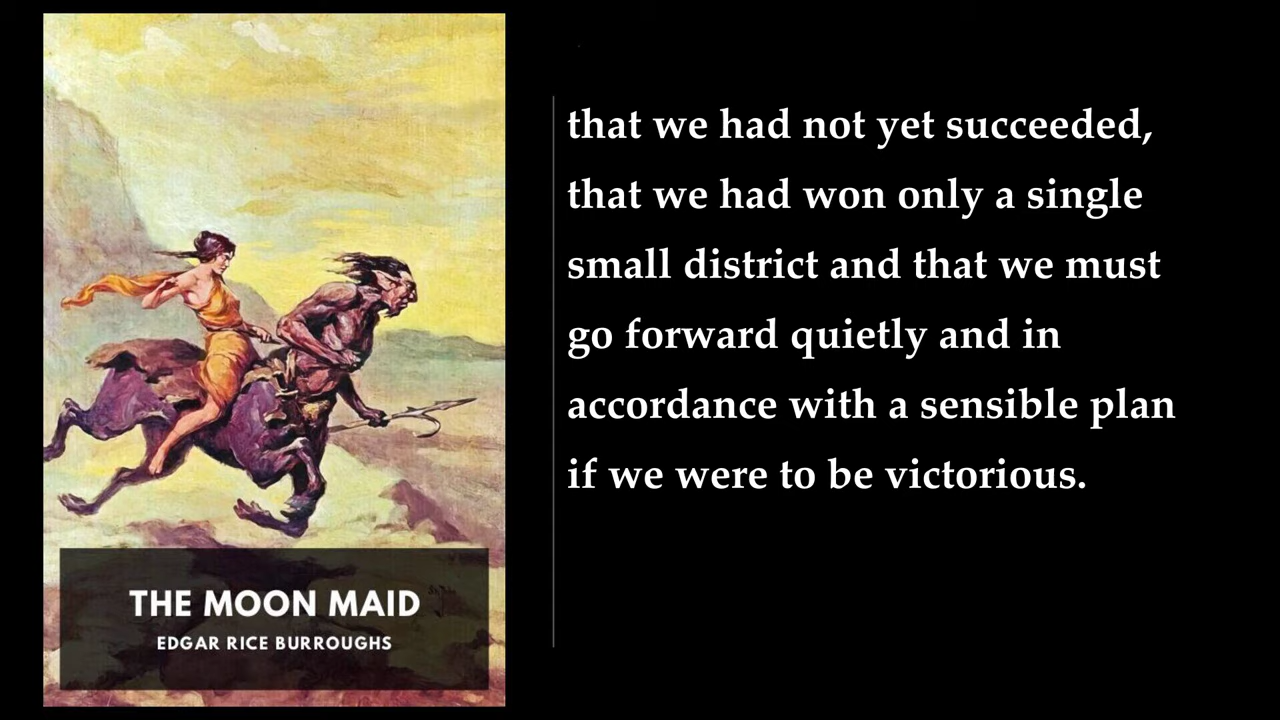 that we had not yet succeeded,
that we had won only a single
small district and that we must
go forward quietly and in
accordance with a sensible plan
if we were to be victorious.
THE MOON MAID
EDGAR RICE BURROUGHS